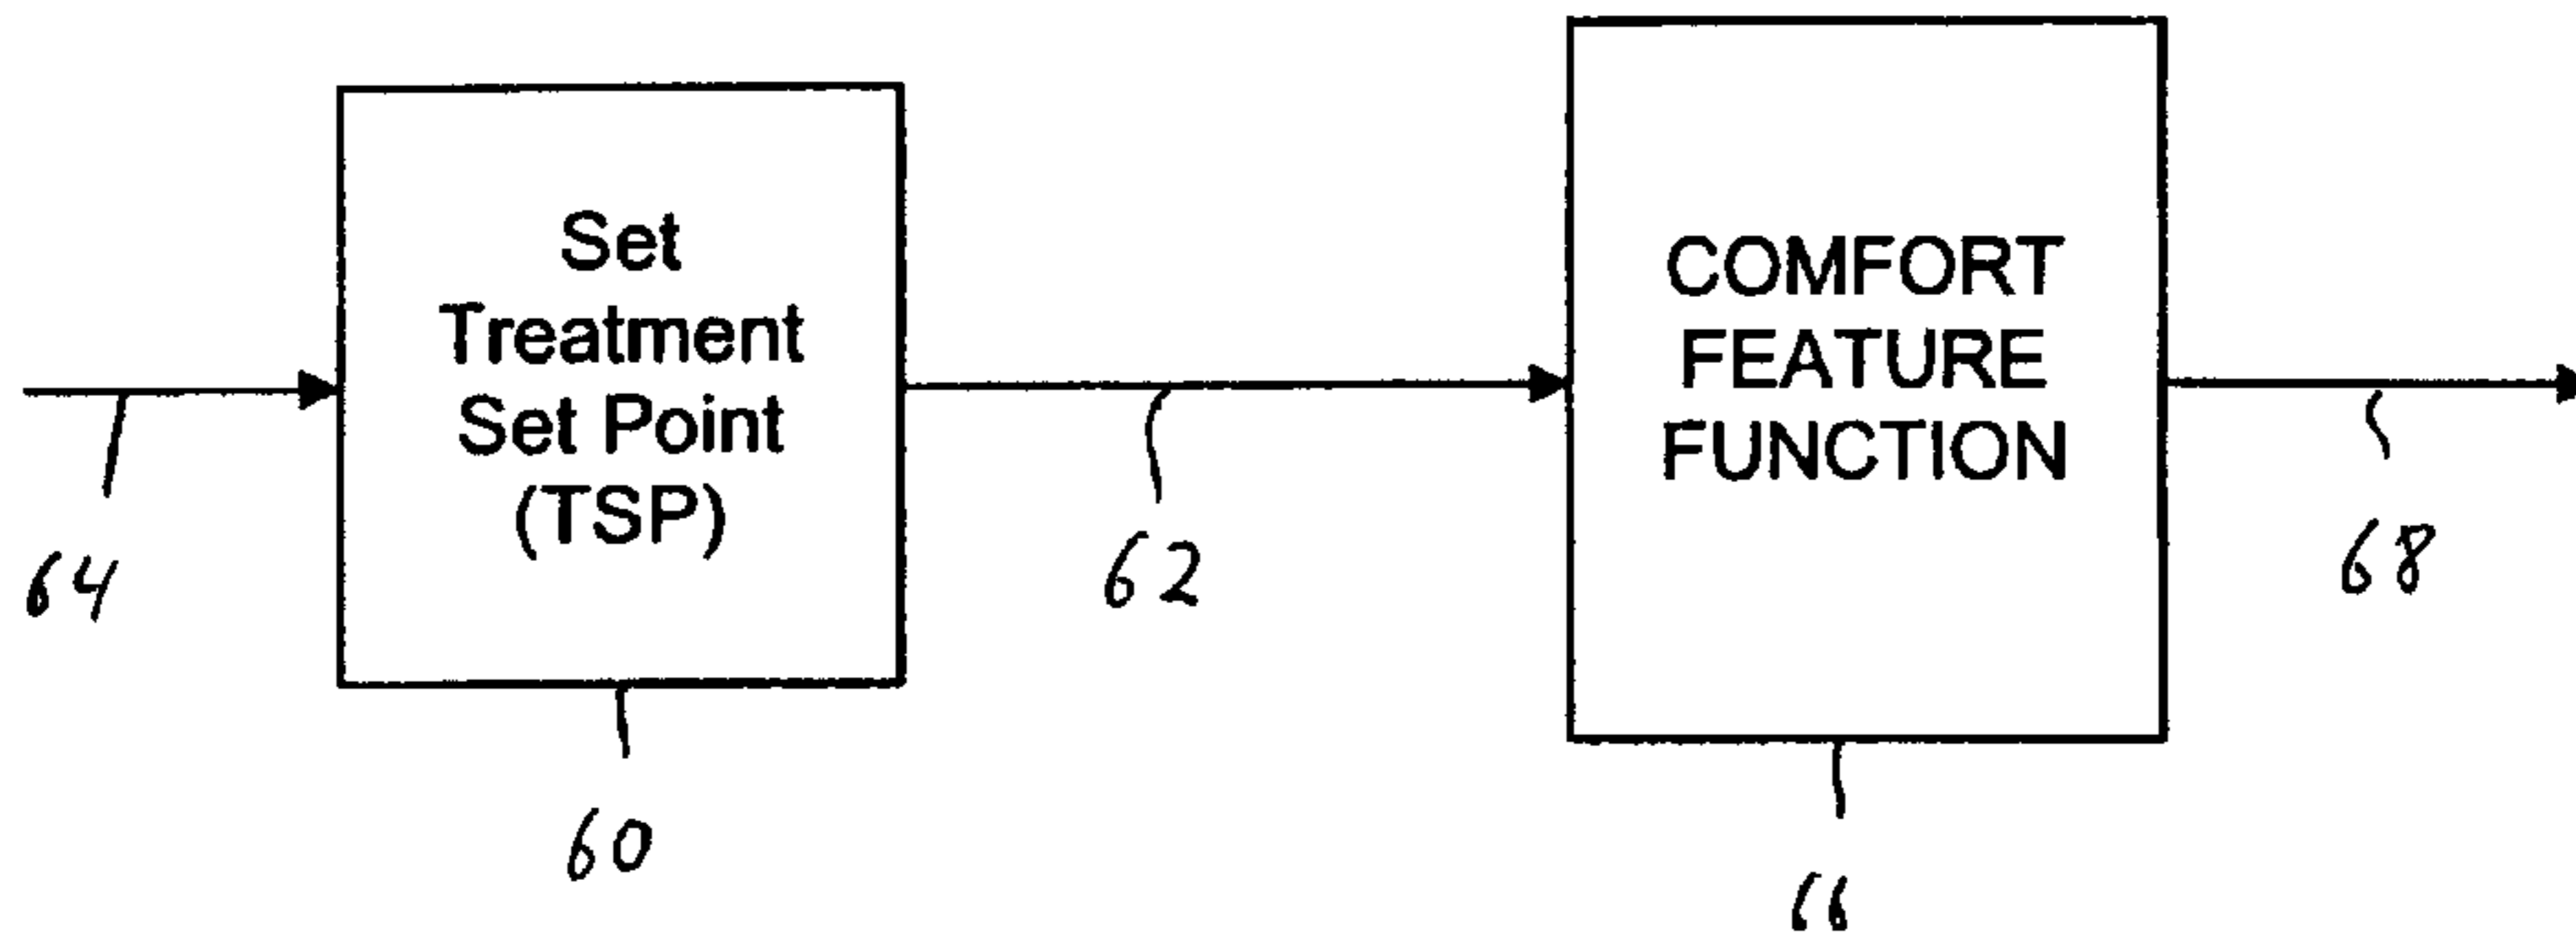 Set
Treatment
Set Point
(TSP)
COMFORT
FEATURE
FUNCTION
64
62
68
60
66